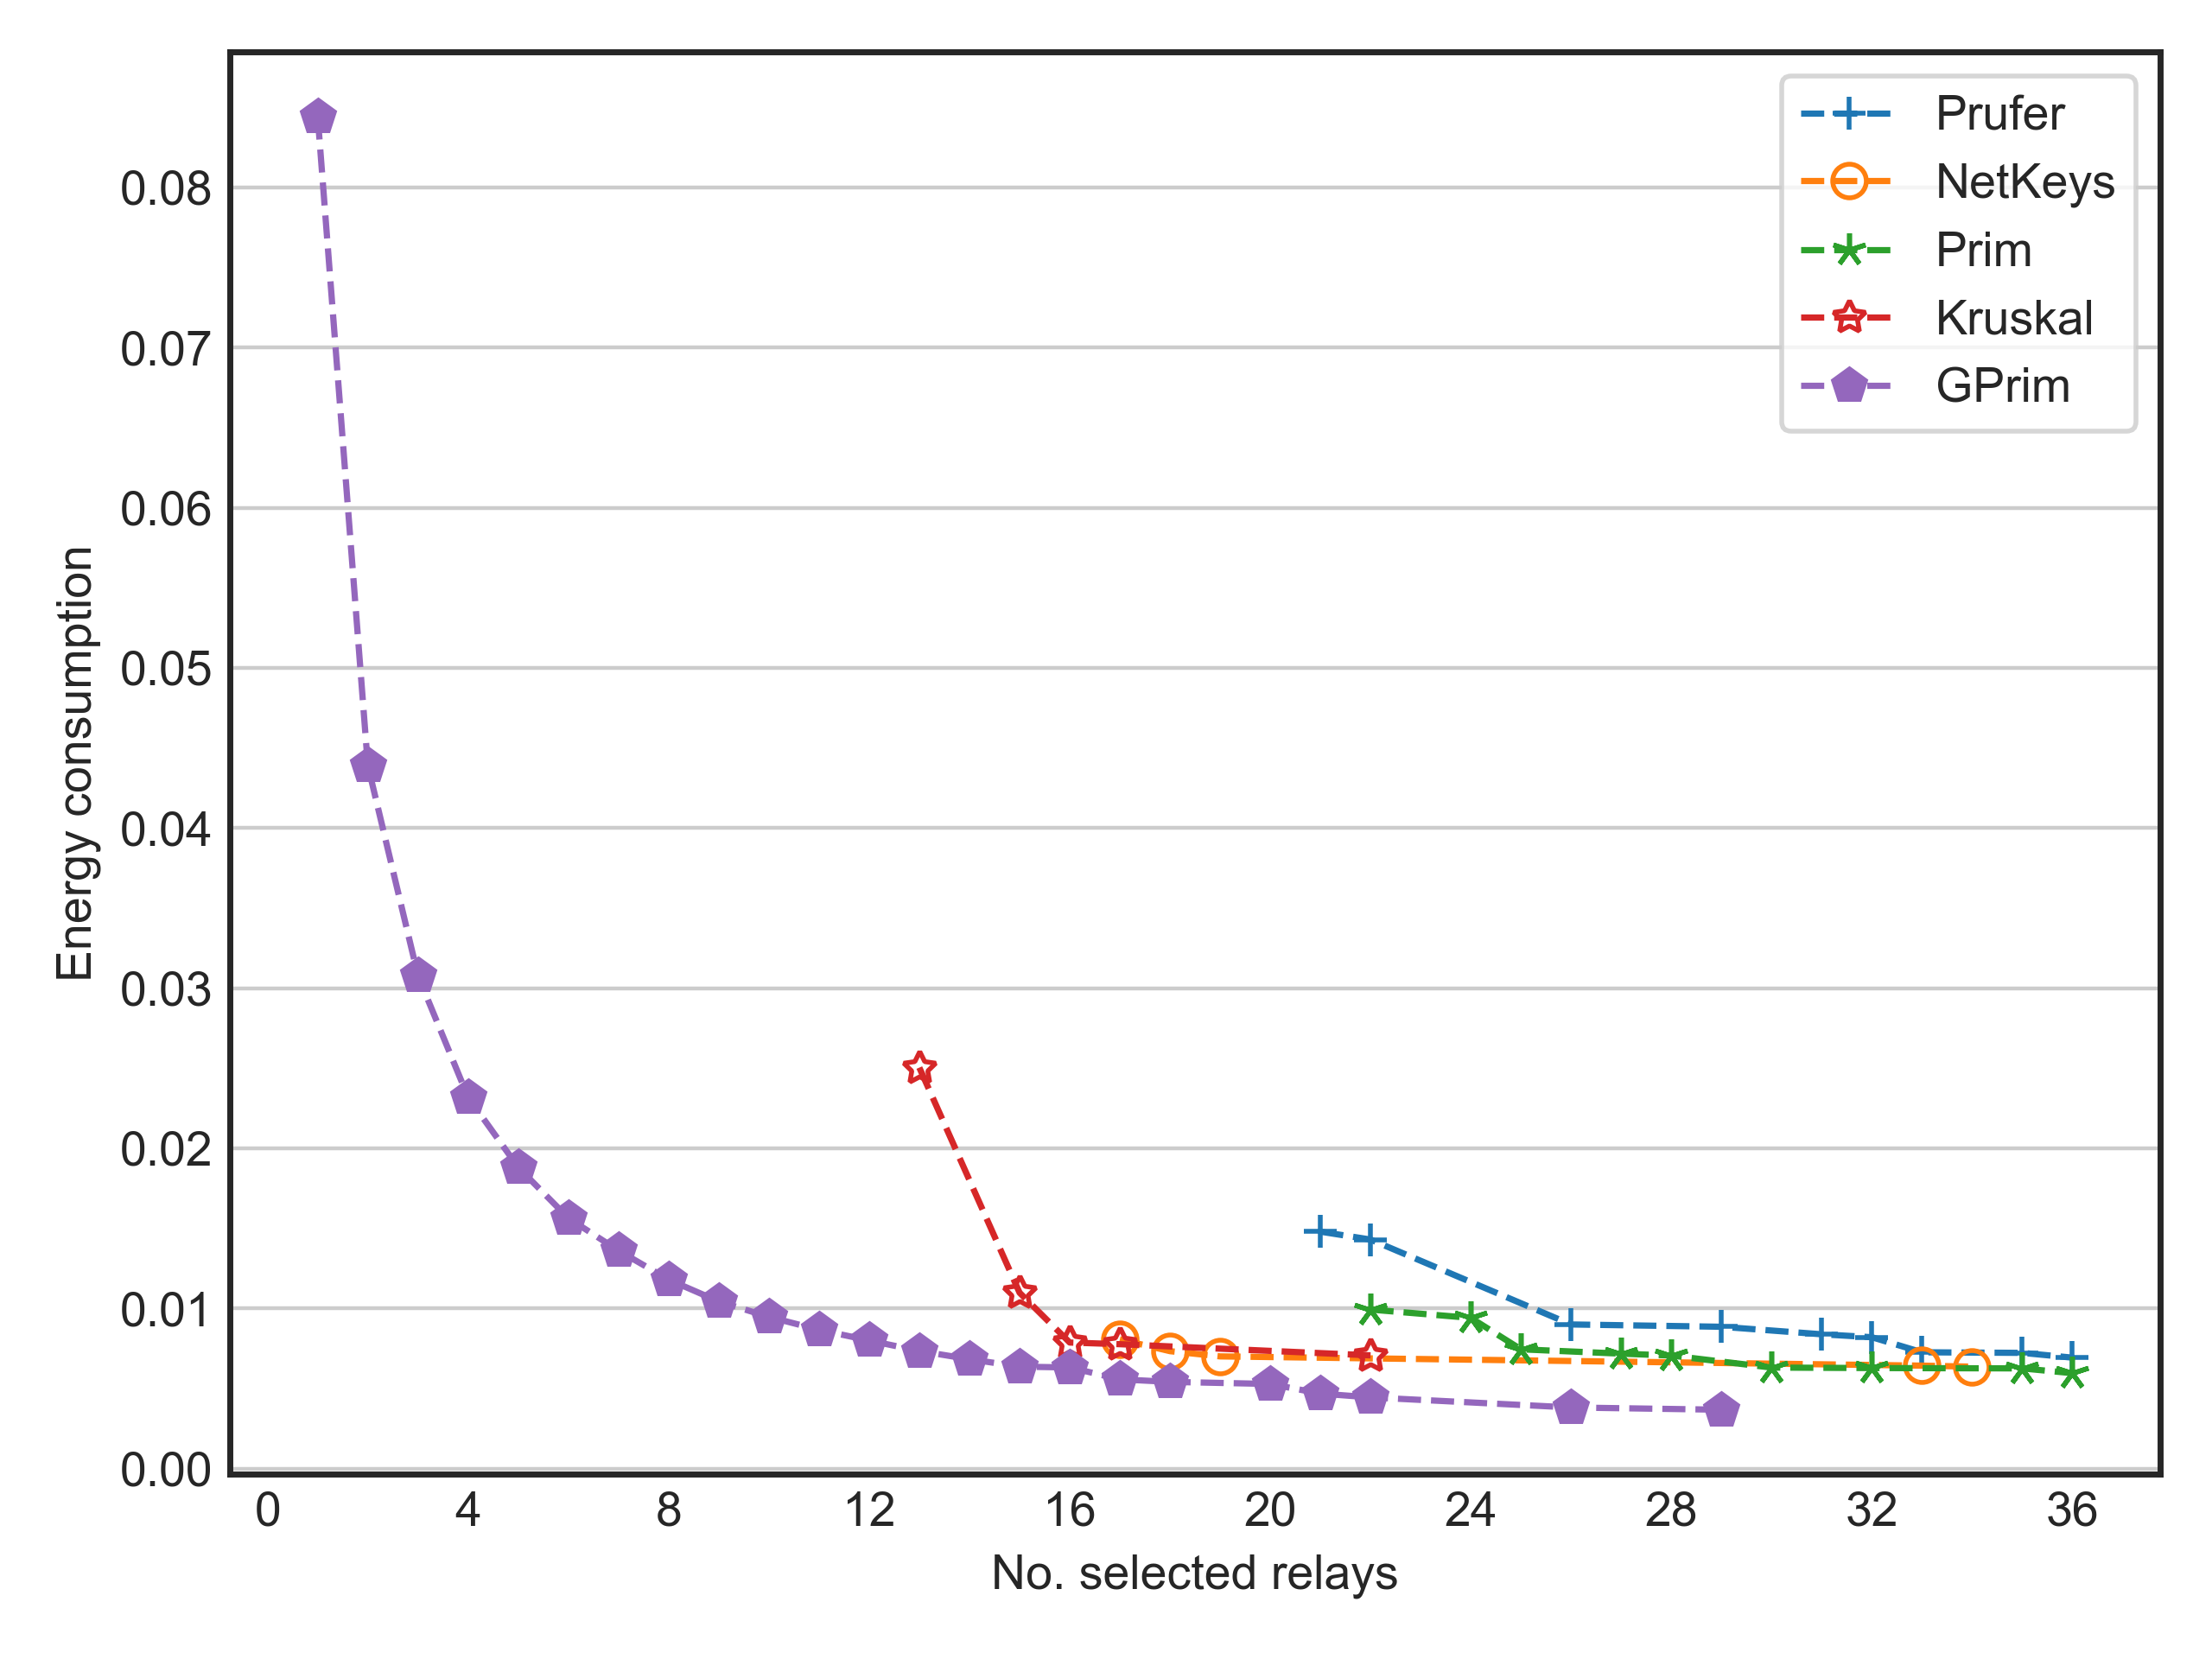 Prufer
NetKeys
Prim
Kruskal
GPrim
Energy consumption
0.08
0.07
0.06
0.05
0.04
0.03
0.02
0.01
0.00
0 4 8 12 16 20 24 28 32 36
No. selected relays